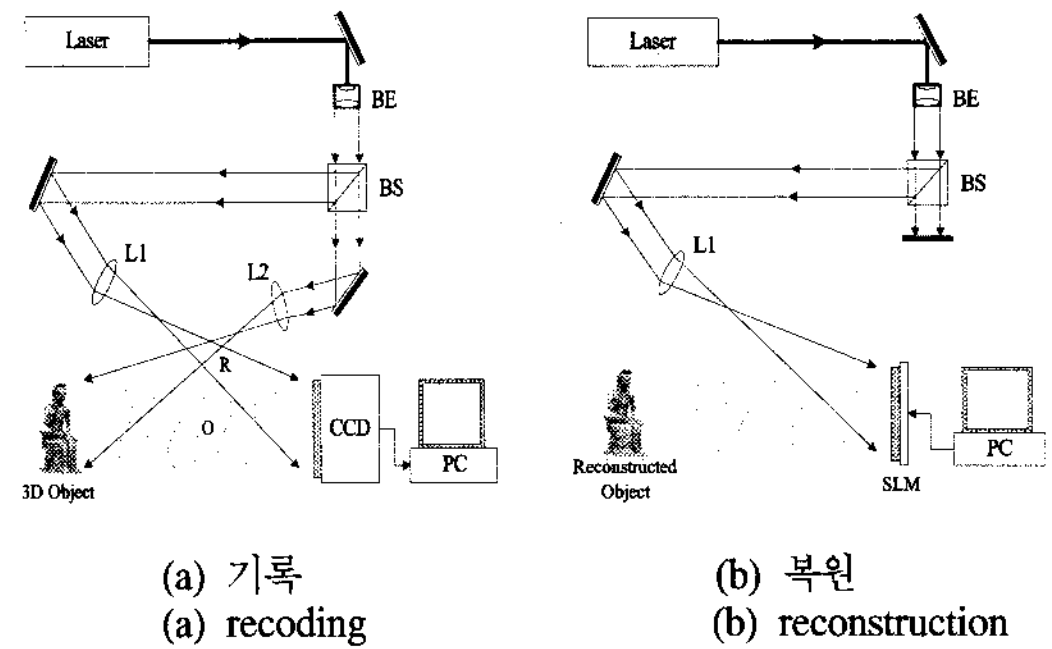 Laser
BE
BS
L1
L2
R
O
CCD
PC
3D Object
(a) 기록
(a) recoding
Laser
BE
BS
L1
PC
SLM
Reconstructed
Object
(b) 복원
(b) reconstruction